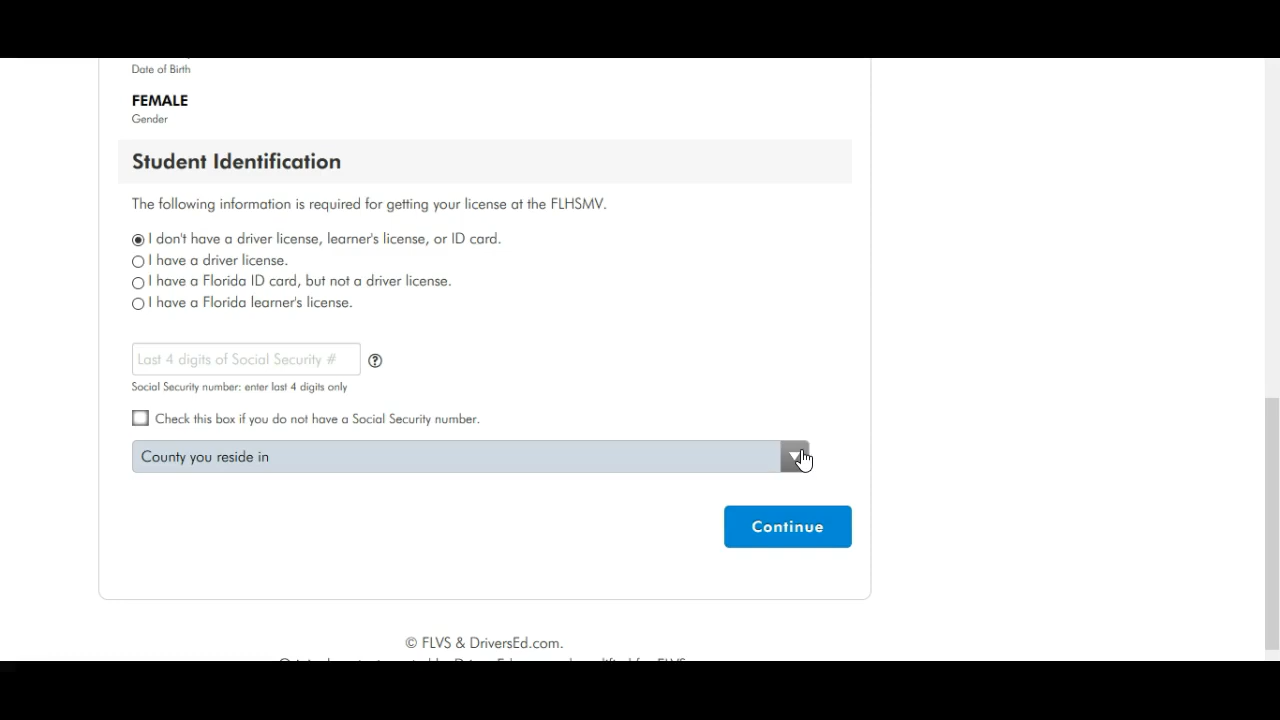 Date of Birth
FEMALE
Gender
Student Identification
The following information is required for getting your license at the FLHSMV.
I don't have a driver license, learner's license, or ID card.
I have a driver license.
I have a Florida ID card, but not a driver license.
I have a Florida learner's license.
Last 4 digits of Social Security #
Social Security number: enter last 4 digits only
Check this box if you do not have a Social Security number.
County you reside in
Continue
© FLVS & DriversEd.com.